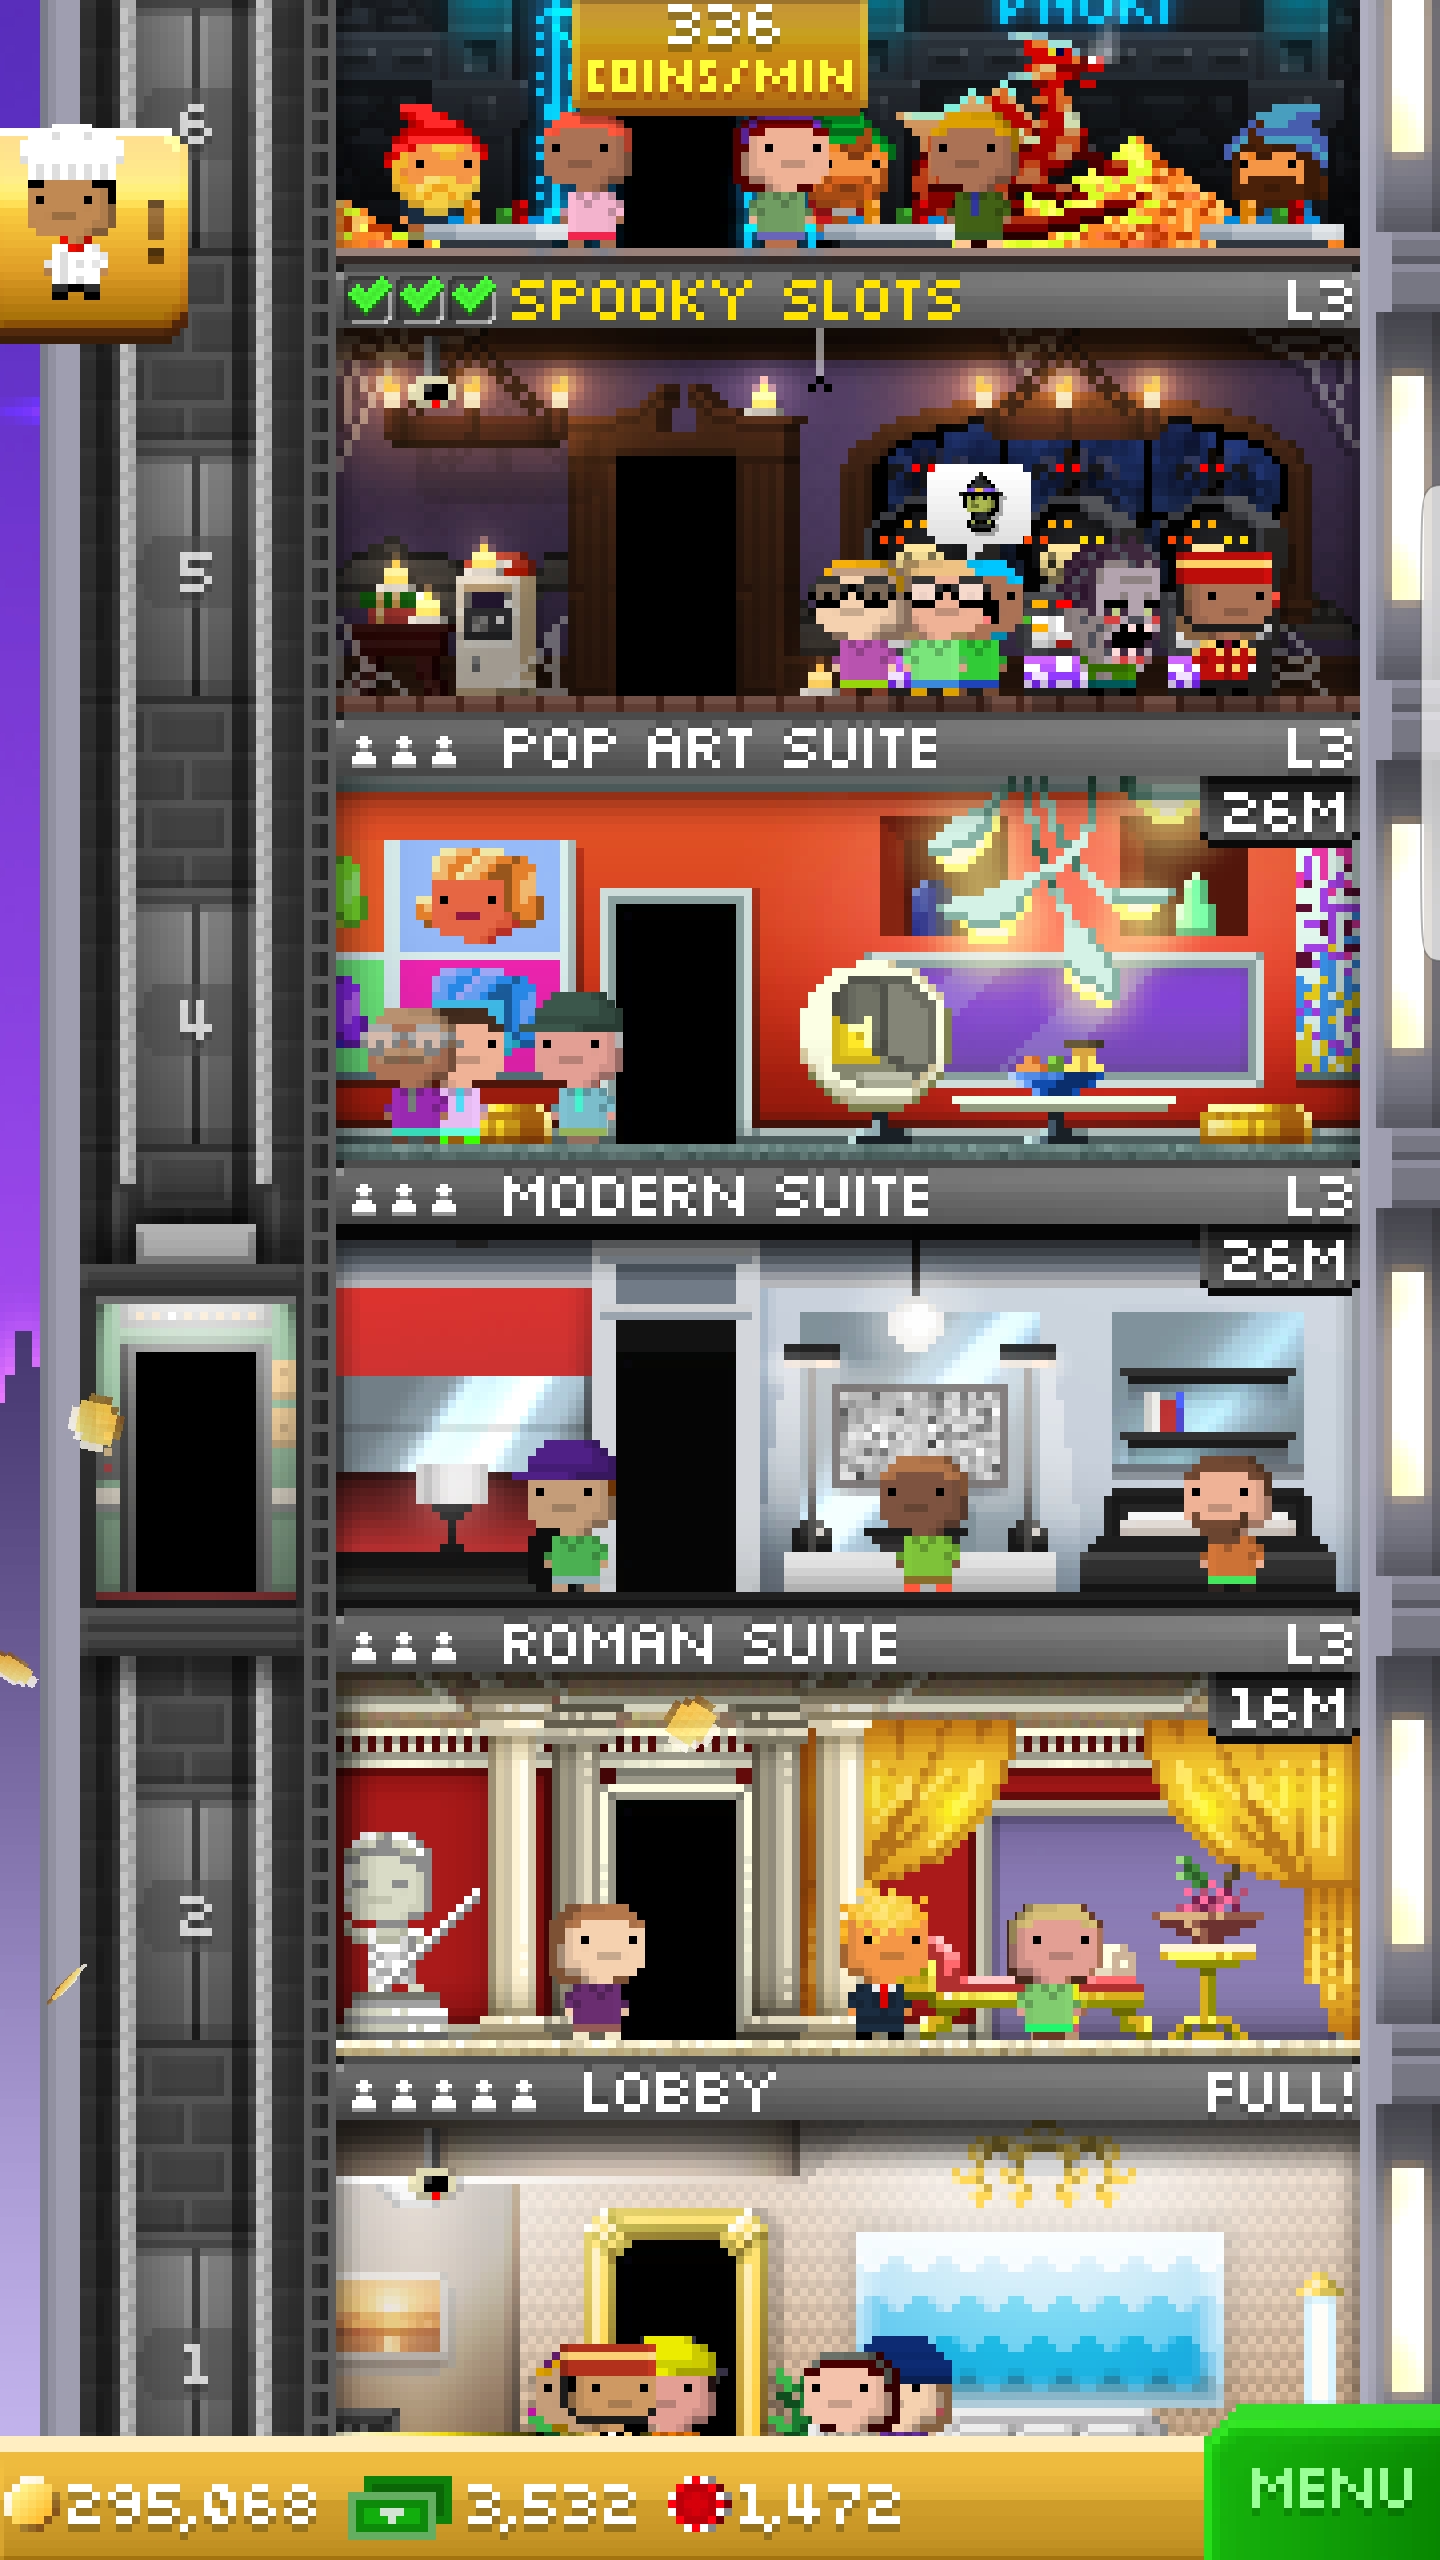 336
COINS/MIN
6
!
SPOOKY SLOTS L3
5
POP ART SUITE L3
26M
4
MODERN SUITE L3
26M
ROMAN SUITE L3
16M
2
LOBBY FULL!
1
295,068 3,532 1,472
MENU